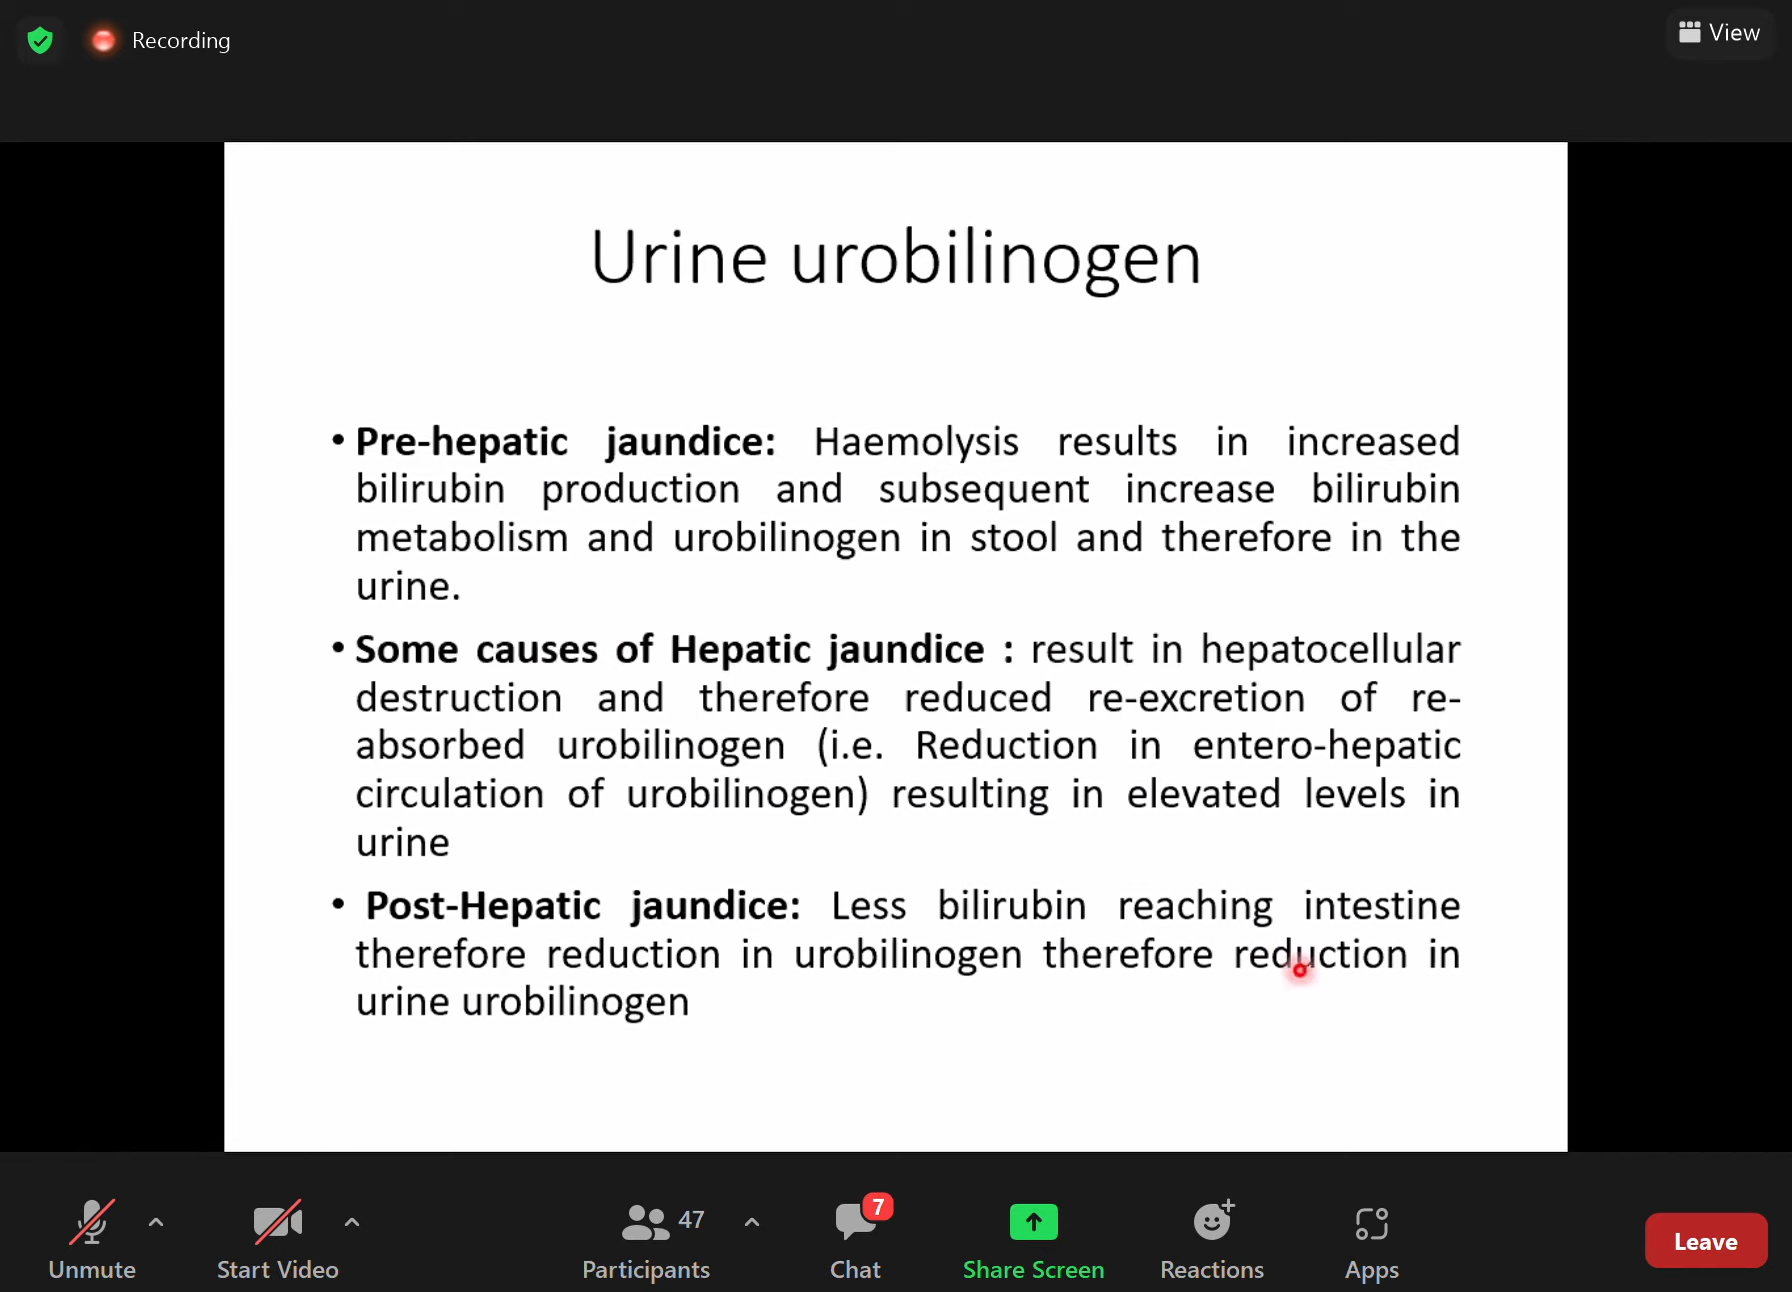 Recording
View
Urine urobilinogen
• Pre-hepatic jaundice: Haemolysis results in increased
bilirubin production and subsequent increase bilirubin
metabolism and urobilinogen in stool and therefore in the
urine.
• Some causes of Hepatic jaundice : result in hepatocellular
destruction and therefore reduced re-excretion of re-
absorbed urobilinogen (i.e. Reduction in entero-hepatic
circulation of urobilinogen) resulting in elevated levels in
urine
• Post-Hepatic jaundice: Less bilirubin reaching intestine
therefore reduction in urobilinogen therefore reduction in
urine urobilinogen
47
7
Unmute
Start Video
Participants
Chat
Share Screen
Reactions
Apps
Leave